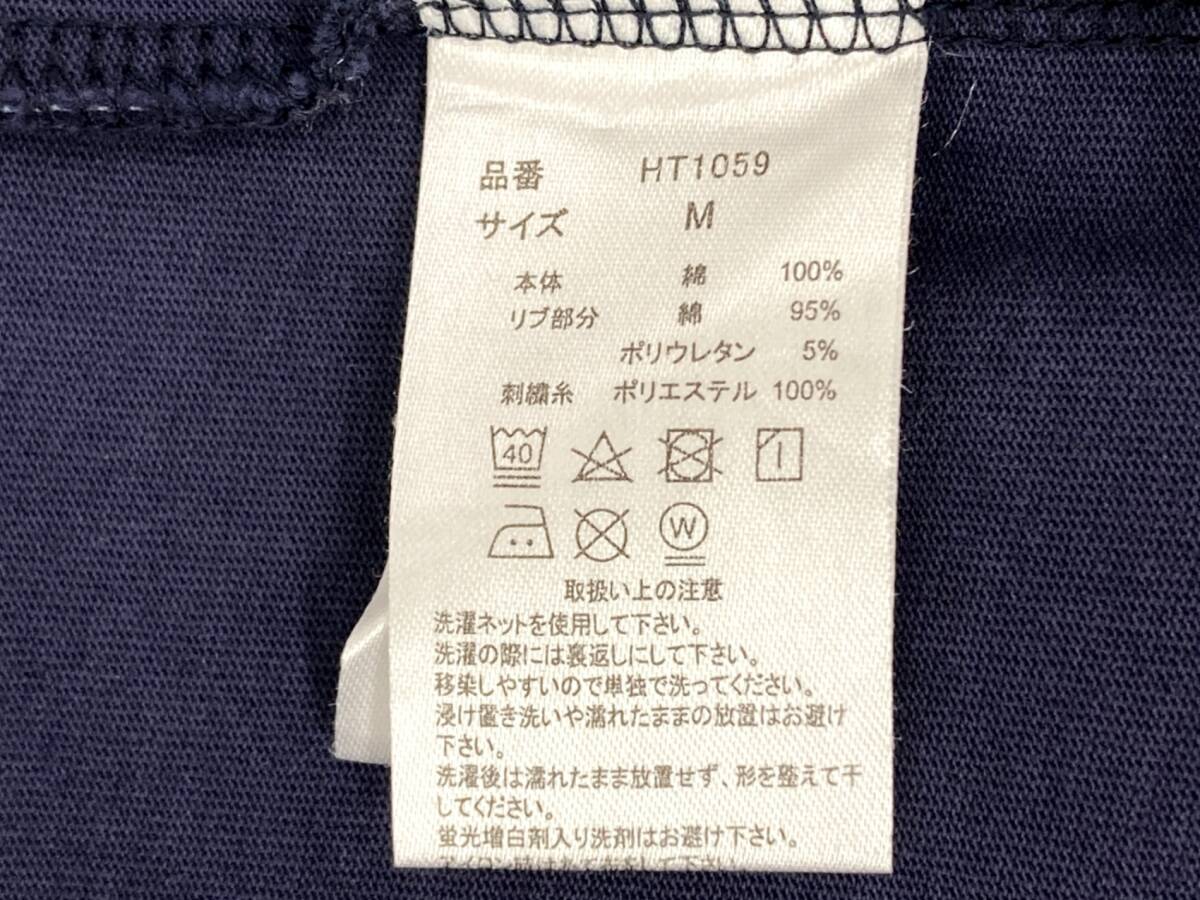 品番 HT1059
サイズ M
本体 綿 100%
リブ部分 綿 95%
ポリウレタン 5%
刺繍糸 ポリエステル 100%
40
W
取扱い上の注意
洗濯ネットを使用して下さい。
洗濯の際には裏返しにして下さい。
移染しやすいので単独で洗ってください。
浸け置き洗いや濡れたままの放置はお避け
下さい。
洗濯後は濡れたまま放置せず、形を整えて干
してください。
蛍光増白剤入り洗剤はお避け下さい。